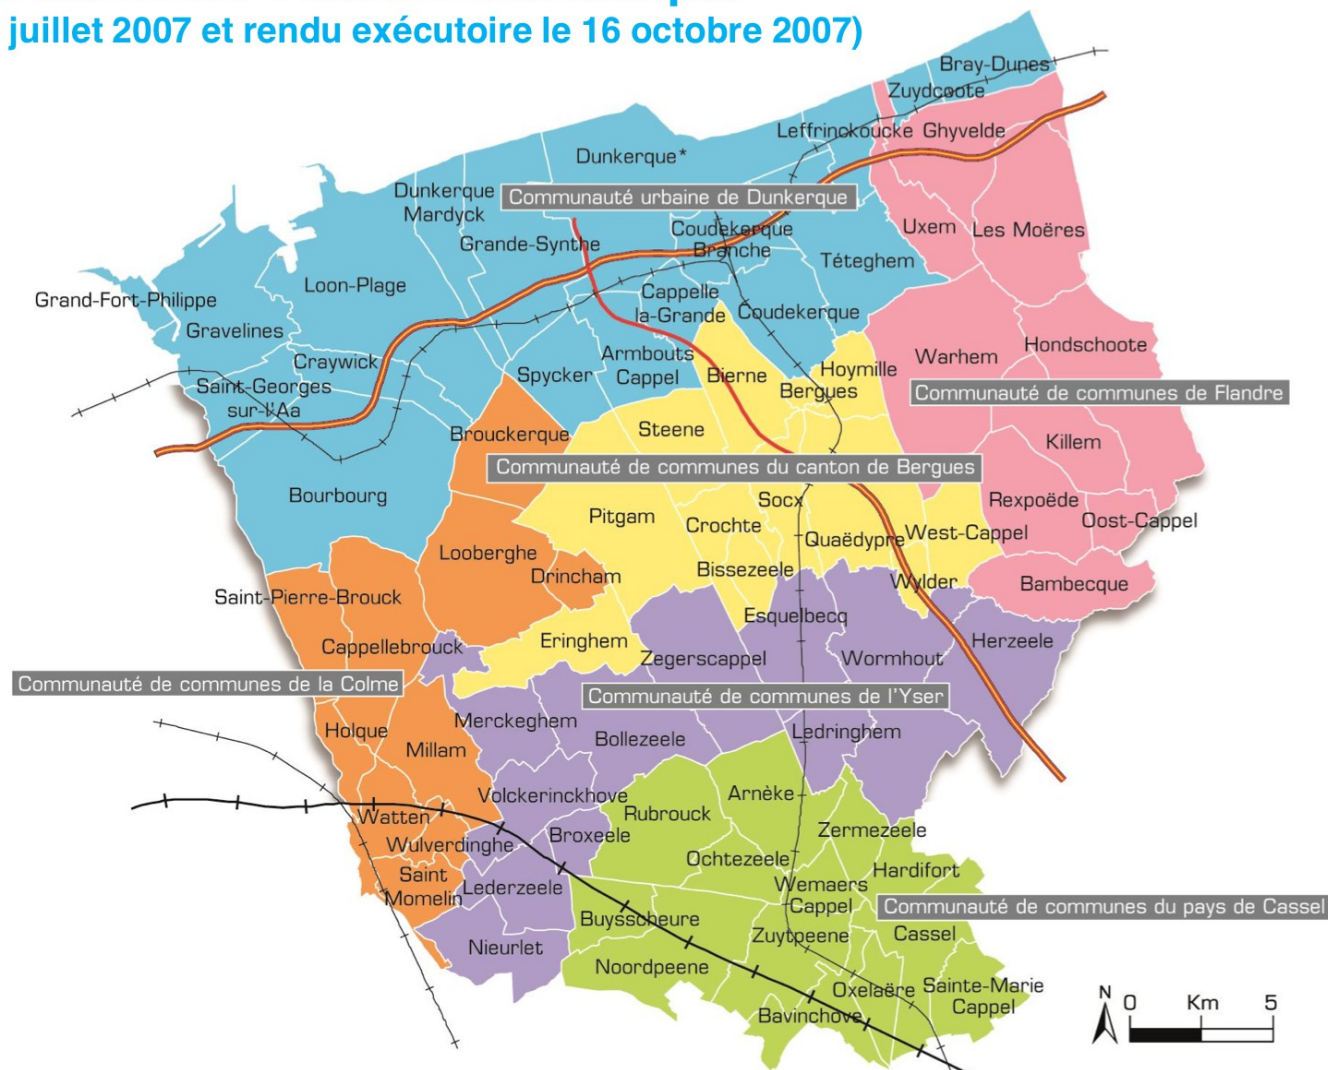 juillet 2007 et rendu exécutoire le 16 octobre 2007)
Bray-Dunes
Zuydcoote
Leffrinckoucke
Ghyvelde
Dunkerque*
Dunkerque
Mardyck
Communauté urbaine de Dunkerque
Grande-Synthe
Coudekerque
Branche
Uxem
Les Moëres
Téteghem
Loon-Plage
Grand-Fort-Philippe
Gravelines
Cappelle
la-Grande
Coudekerque
Craywick
Armbouts
Cappel
Spycker
Saint-Georges
sur-l'Aa
Bierne
Hoymille
Bergues
Warhem
Hondschoote
Communauté de communes de Flandre
Brouckerque
Steene
Killem
Communauté de communes du canton de Bergues
Bourbourg
Pitgam
Socx
Crochte
Quaëdypre
West-Cappel
Rexpoëde
Oost-Cappel
Looberghe
Drincham
Bissezeele
Wylder
Bambecque
Saint-Pierre-Brouck
Esquelbecq
Cappellebrouck
Eringhem
Zegerscappel
Wormhout
Herzeele
Communauté de communes de la Colme
Communauté de communes de l'Yser
Holque
Millam
Merckeghem
Bollezeele
Ledringhem
Volckerinckhove
Arnèke
Watten
Wulverdinghe
Broxeele
Rubrouck
Zermezeele
Saint
Momelin
Lederzeele
Ochtezeele
Wemaers
Cappel
Hardifort
Communauté de communes du pays de Cassel
Buysscheure
Zuytpeene
Cassel
Nieurlet
Noordpeene
Oxelaëre
Sainte-Marie
Cappel
Bavinchove
N
0 Km 5